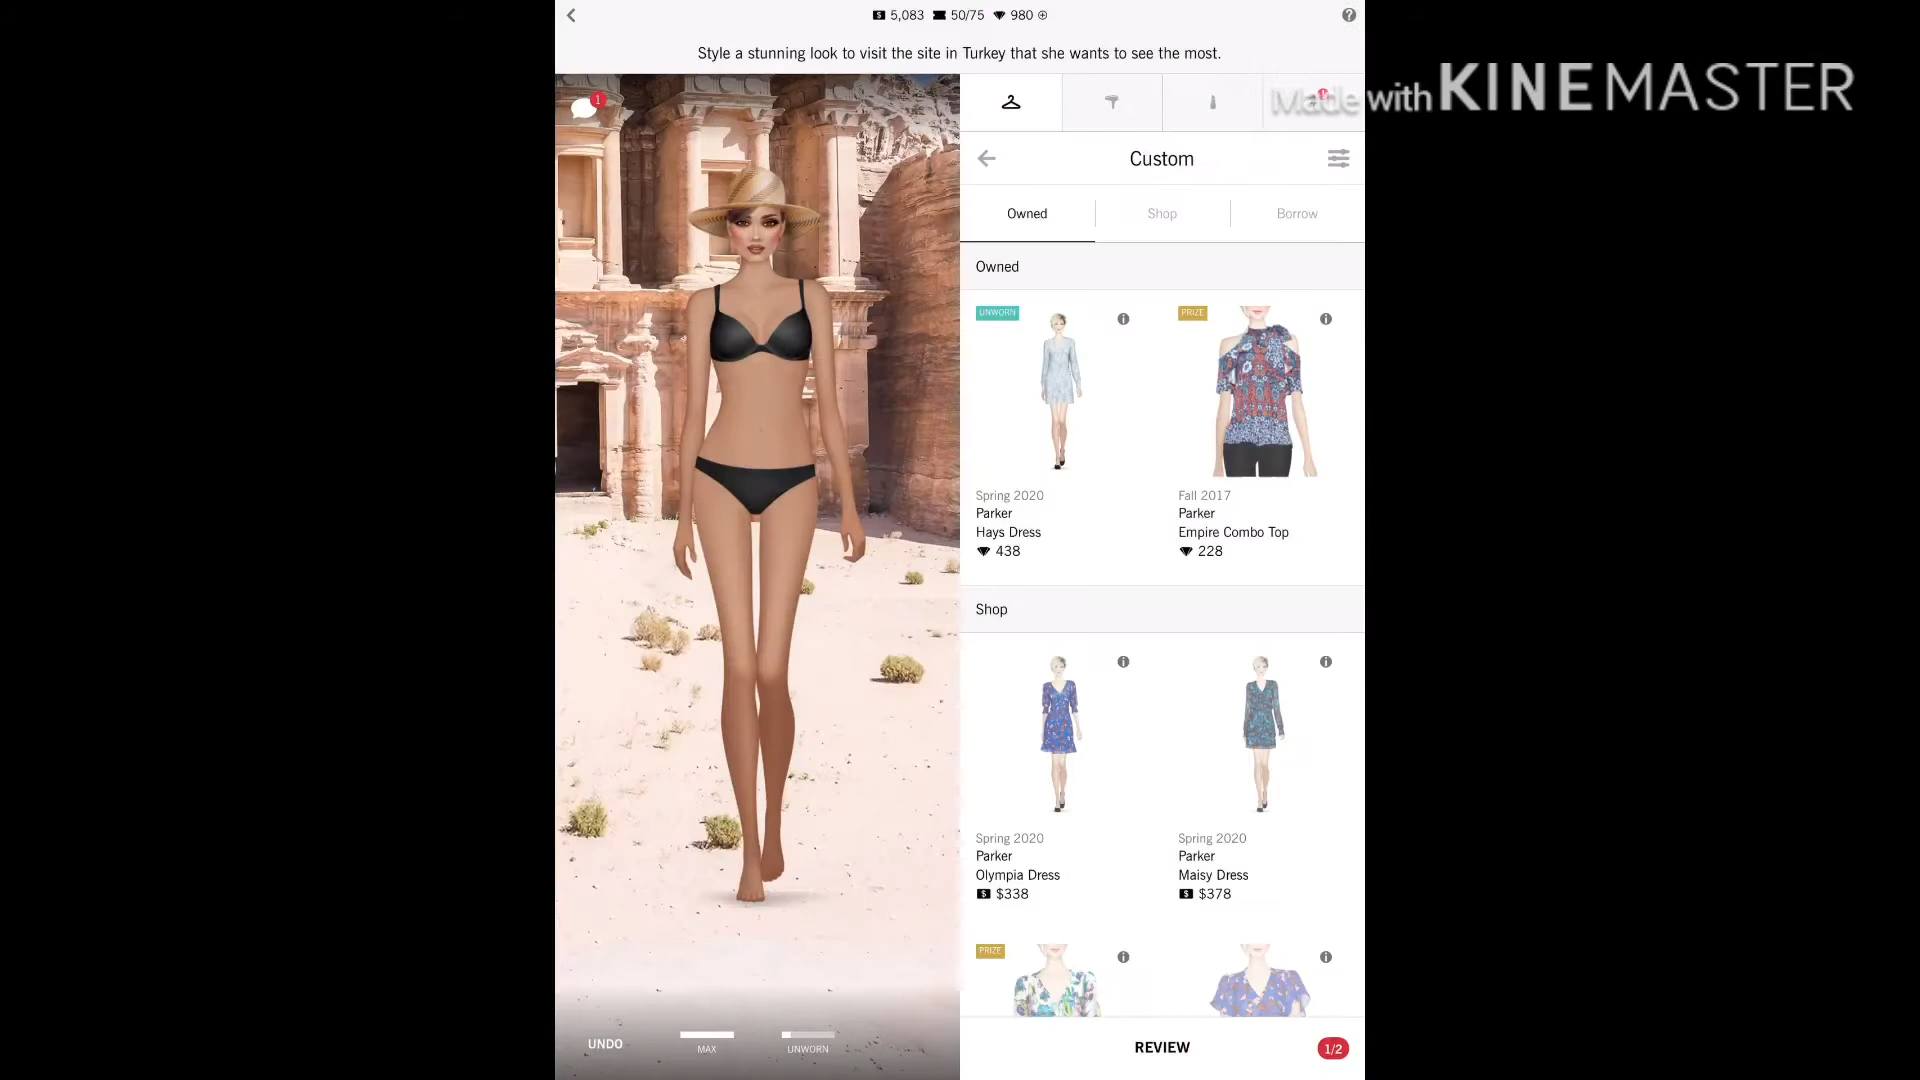 5,083 50/75 980
Style a stunning look to visit the site in Turkey that she wants to see the most.
1
Made with KINEMASTER
Custom
Owned Shop Borrow
Owned
UNWORN
PRIZE
Spring 2020
Parker
Hays Dress
438
Fall 2017
Parker
Empire Combo Top
228
Shop
Spring 2020
Parker
Olympia Dress
$338
Spring 2020
Parker
Maisy Dress
$378
PRIZE
UNDO
MAX
UNWORN
REVIEW
1/2